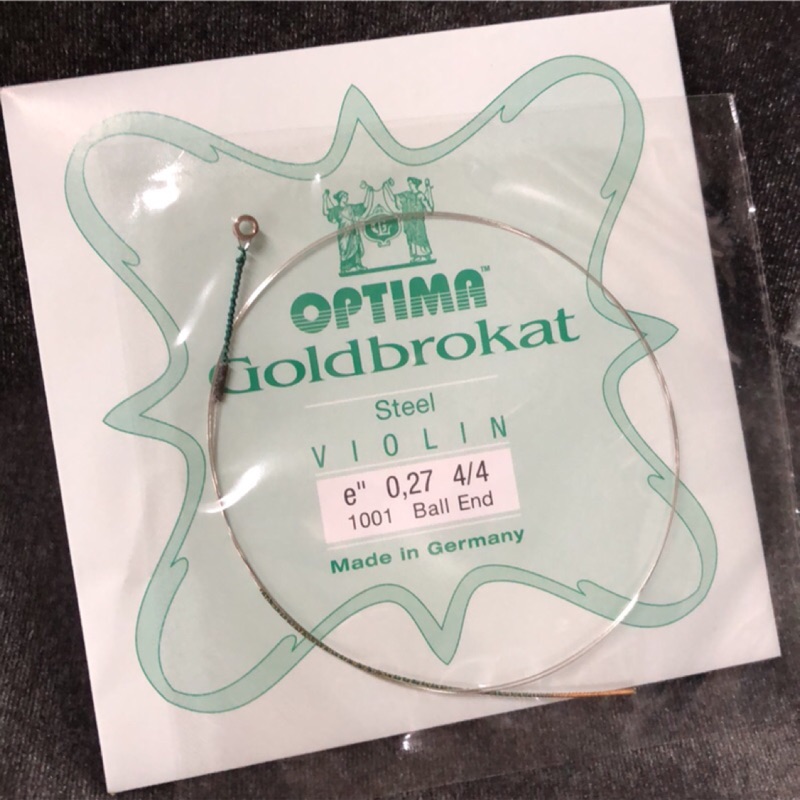 OPTIMA™
Goldbrokat
Steel
VIOLIN
e" 0,27 4/4
1001 Ball End
Made in Germany